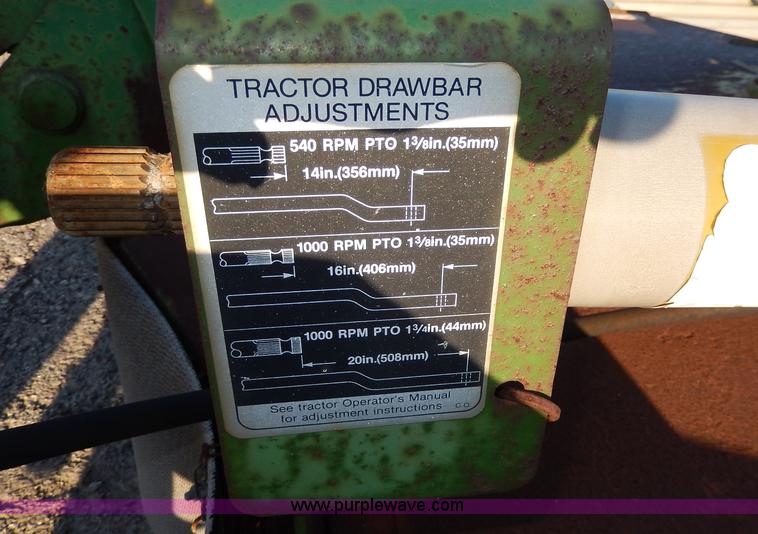 TRACTOR DRAWBAR
ADJUSTMENTS
540 RPM PTO 1³/₈in.(35mm)
14in.(356mm)
1000 RPM PTO 1³/₈in.(35mm)
16in.(406mm)
1000 RPM PTO 1³/₄in.(44mm)
20in.(508mm)
See tractor Operator's Manual
for adjustment instructions
www.purplewave.com